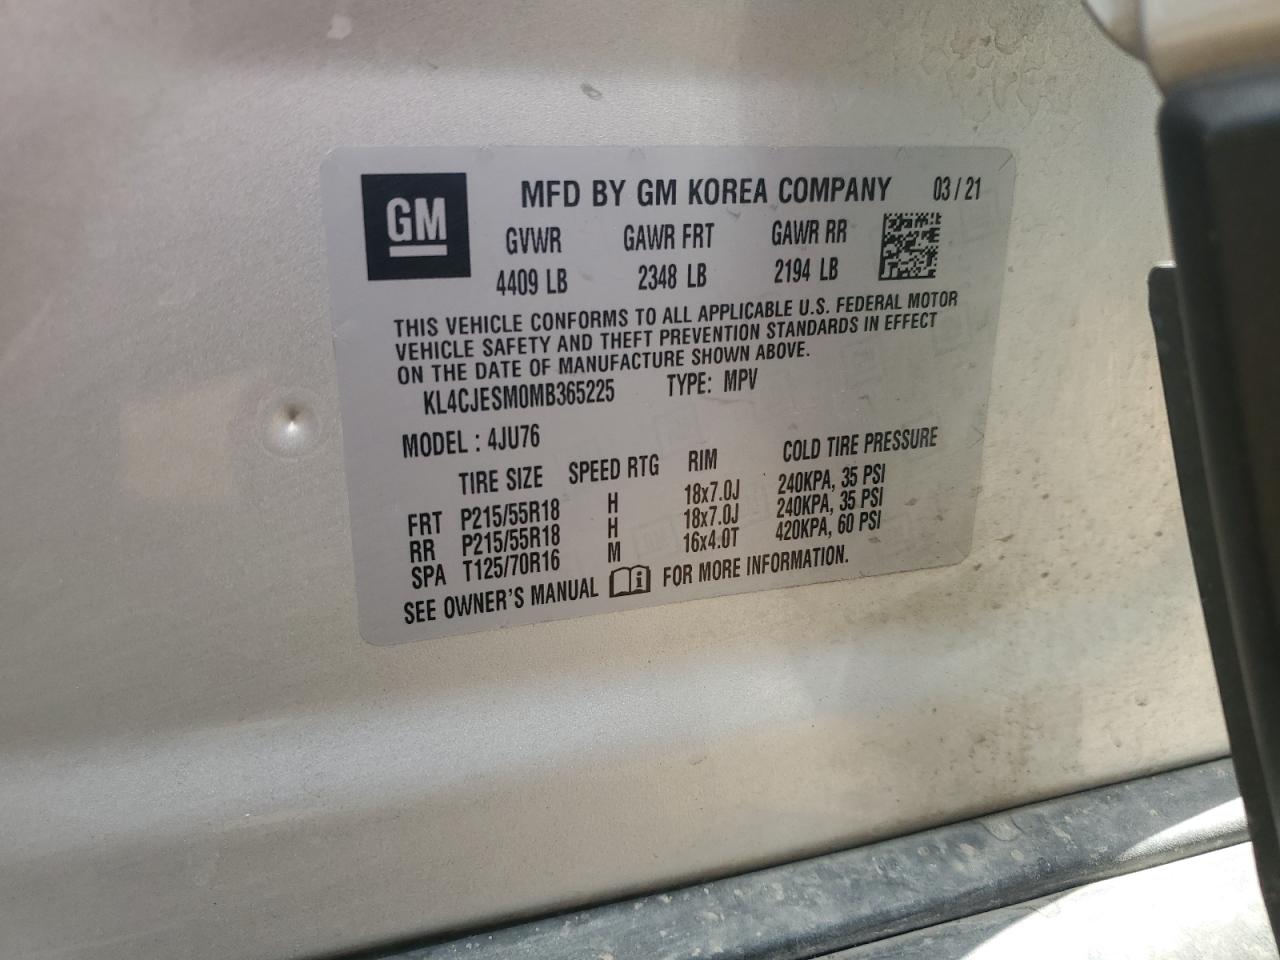 GM
MFD BY GM KOREA COMPANY 03/21
GVWR GAWR FRT GAWR RR
4409 LB 2348 LB 2194 LB
THIS VEHICLE CONFORMS TO ALL APPLICABLE U.S. FEDERAL MOTOR
VEHICLE SAFETY AND THEFT PREVENTION STANDARDS IN EFFECT
ON THE DATE OF MANUFACTURE SHOWN ABOVE.
KL4CJESM0MB365225 TYPE: MPV
MODEL : 4JU76
TIRE SIZE SPEED RTG RIM COLD TIRE PRESSURE
FRT P215/55R18 H 18x7.0J 240KPA, 35 PSI
RR P215/55R18 H 18x7.0J 240KPA, 35 PSI
SPA T125/70R16 M 16x4.0T 420KPA, 60 PSI
SEE OWNER'S MANUAL i FOR MORE INFORMATION.